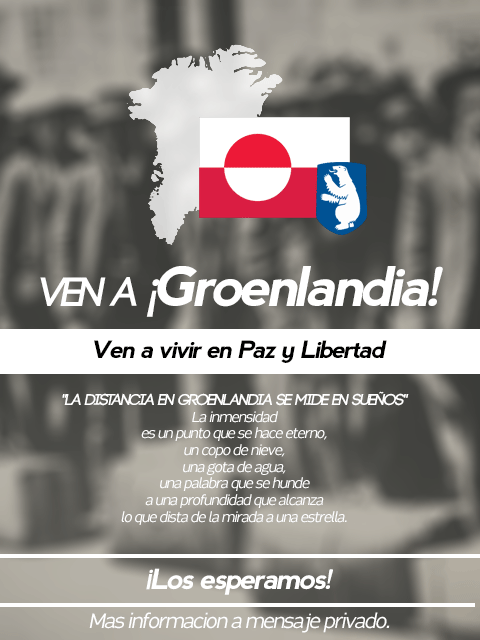 VEN A ¡Groenlandia!
Ven a vivir en Paz y Libertad
"LA DISTANCIA EN GROENLANDIA SE MIDE EN SUEÑOS"
La inmensidad
es un punto que se hace eterno,
un copo de nieve,
una gota de agua,
una palabra que se hunde
a una profundidad que alcanza
lo que dista de la mirada a una estrella.
¡Los esperamos!
Mas informacion a mensaje privado.